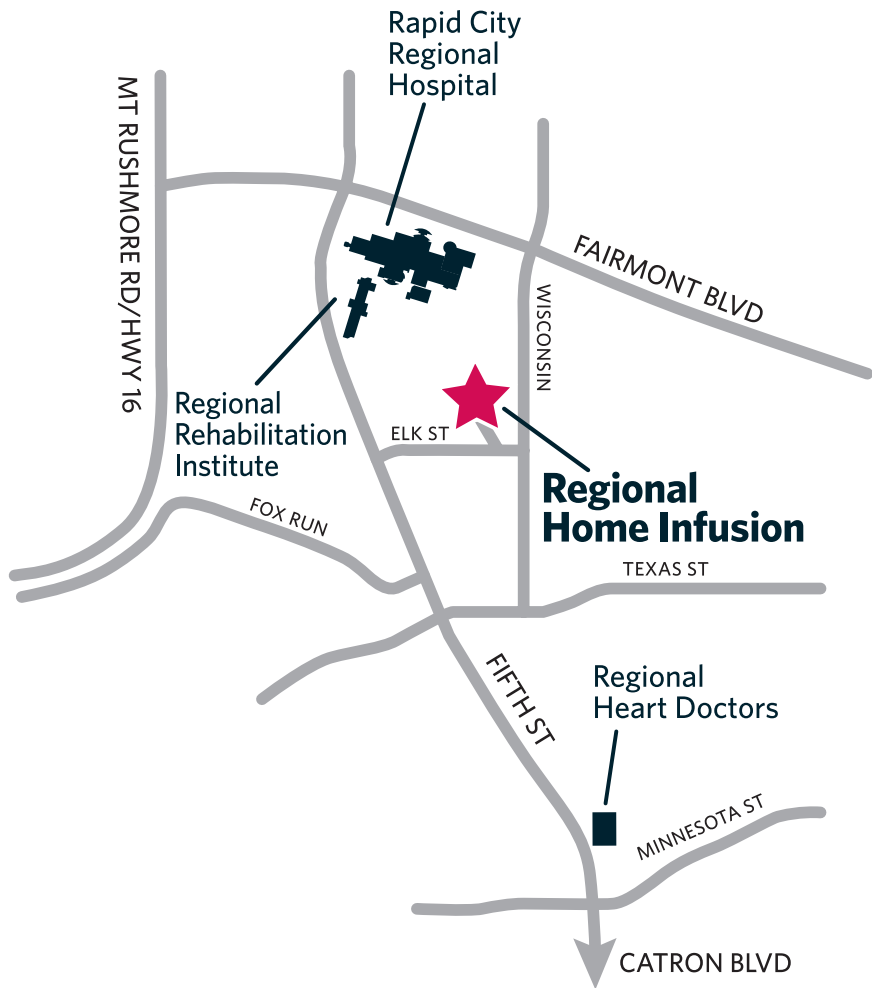 Rapid City
Regional
Hospital
MT RUSHMORE RD/HWY 16
FAIRMONT BLVD
WISCONSIN
Regional
Rehabilitation
Institute
ELK ST
Regional
Home Infusion
FOX RUN
TEXAS ST
FIFTH ST
Regional
Heart Doctors
MINNESOTA ST
CATRON BLVD